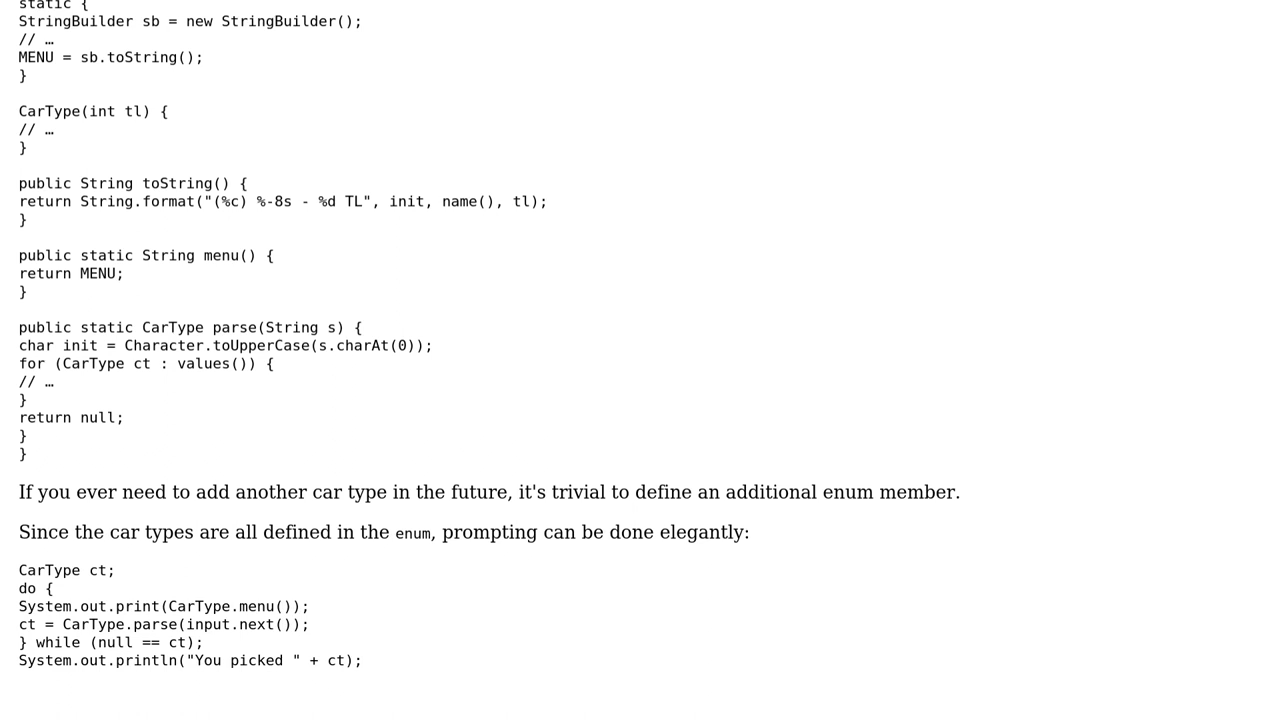 static {
StringBuilder sb = new StringBuilder();
// …
MENU = sb.toString();
}
CarType(int tl) {
// …
}
public String toString() {
return String.format("(%c) %-8s - %d TL", init, name(), tl);
}
public static String menu() {
return MENU;
}
public static CarType parse(String s) {
char init = Character.toUpperCase(s.charAt(0));
for (CarType ct : values()) {
// …
}
return null;
}
}
If you ever need to add another car type in the future, it's trivial to define an additional enum member.
Since the car types are all defined in the enum, prompting can be done elegantly:
CarType ct;
do {
System.out.print(CarType.menu());
ct = CarType.parse(input.next());
} while (null == ct);
System.out.println("You picked " + ct);